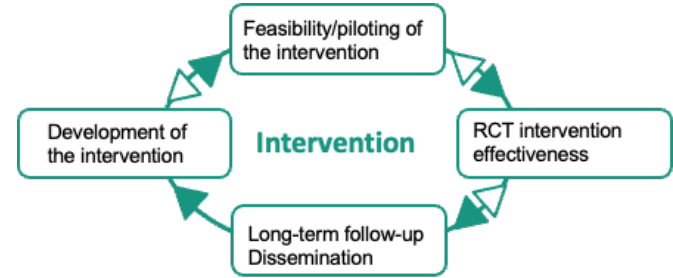 Feasibility/piloting of
the intervention
Development of
the intervention
Intervention
RCT intervention
effectiveness
Long-term follow-up
Dissemination